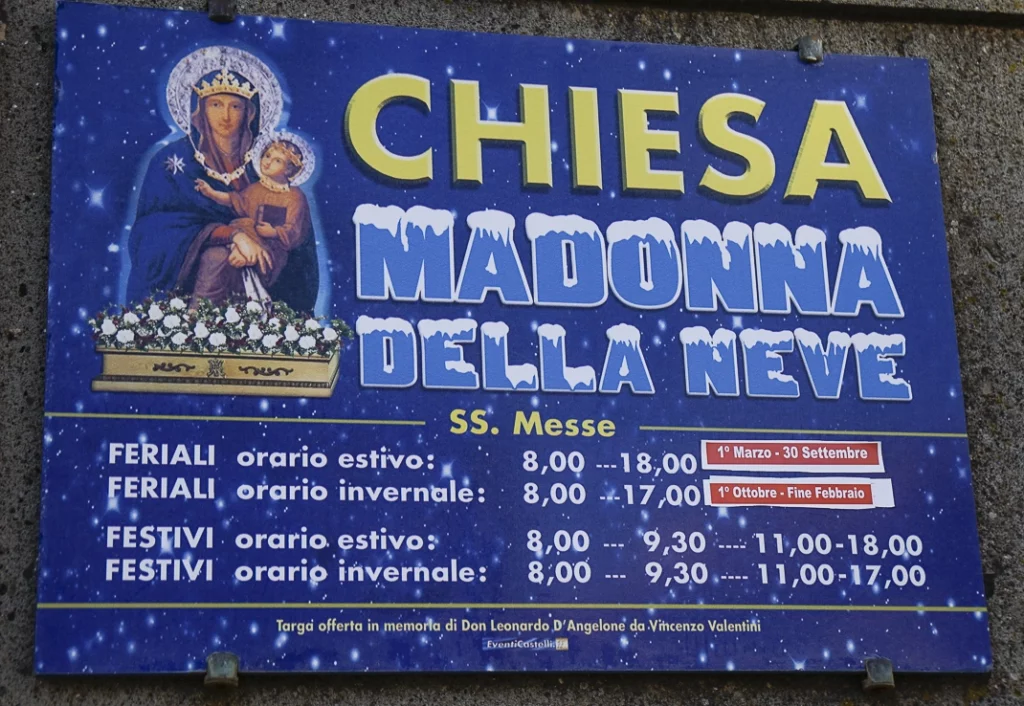 CHIESA
MADONNA
DELLA NEVE
SS. Messe
FERIALI orario estivo: 8,00 ---18,00 1° Marzo - 30 Settembre
FERIALI orario invernale: 8,00 ---17,00 1° Ottobre - Fine Febbraio
FESTIVI orario estivo: 8,00 --- 9,30 ---- 11,00-18,00
FESTIVI orario invernale: 8,00 --- 9,30 ---- 11,00-17,00
Targa offerta in memoria di Don Leonardo D'Angelone da Vincenzo Valentini
EventiCastelli.it